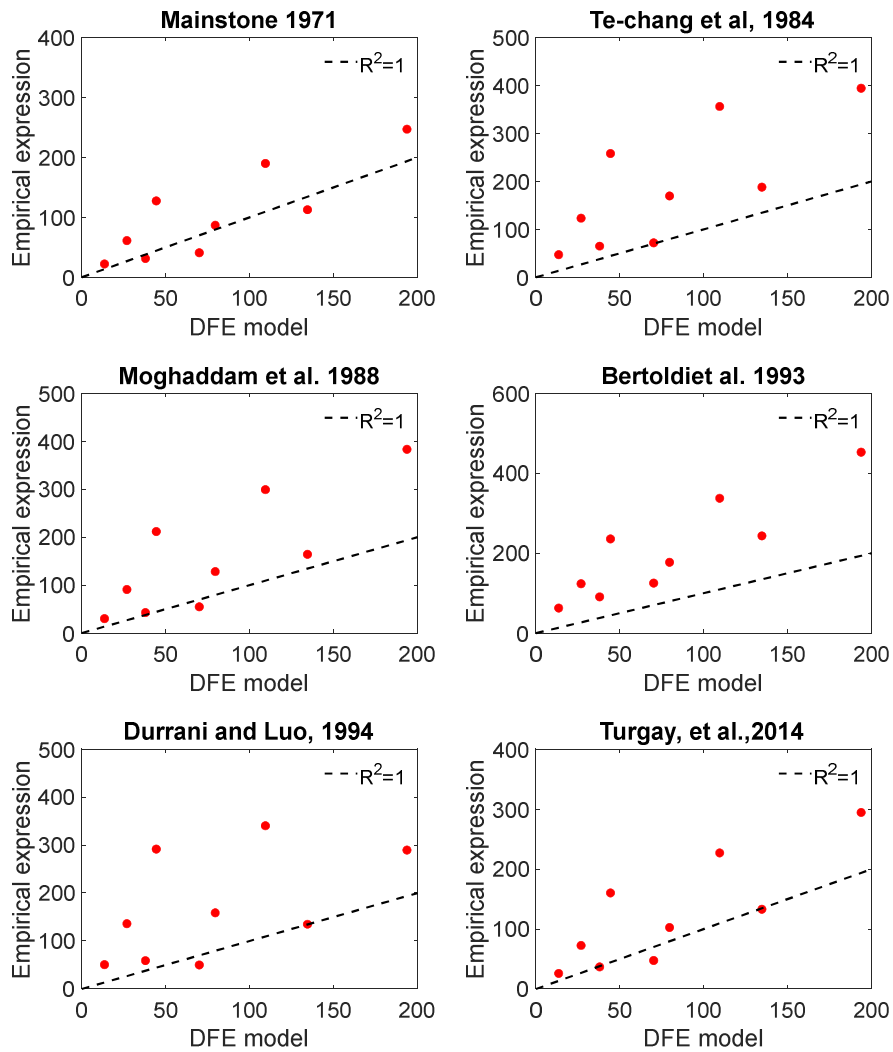 Mainstone 1971
400
300
200
100
0
Empirical expression
R²=1
0 50 100 150 200
DFE model
Te-chang et al, 1984
500
400
300
200
100
0
Empirical expression
R²=1
0 50 100 150 200
DFE model
Moghaddam et al. 1988
500
400
300
200
100
0
Empirical expression
R²=1
0 50 100 150 200
DFE model
Bertoldiet al. 1993
600
400
200
0
Empirical expression
R²=1
0 50 100 150 200
DFE model
Durrani and Luo, 1994
500
400
300
200
100
0
Empirical expression
R²=1
0 50 100 150 200
DFE model
Turgay, et al.,2014
400
300
200
100
0
Empirical expression
R²=1
0 50 100 150 200
DFE model